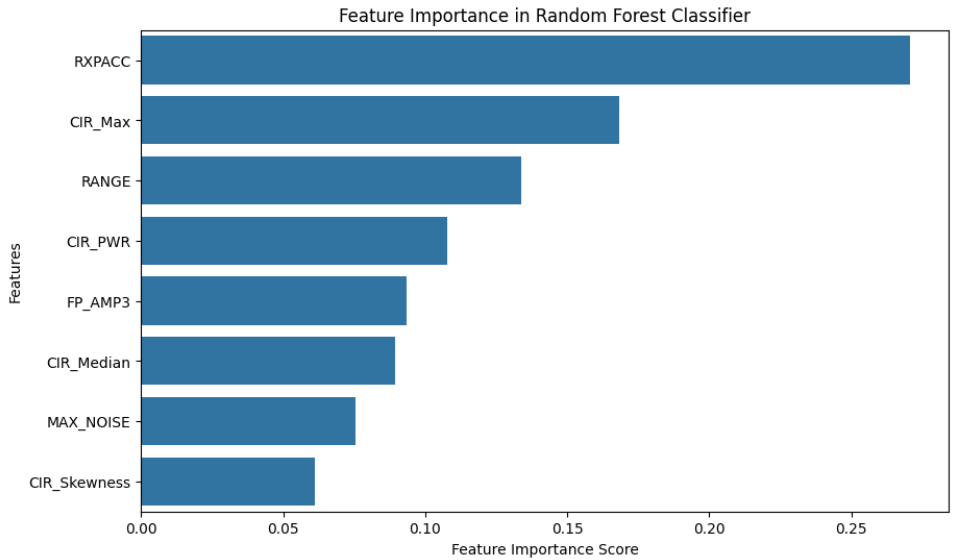 Feature Importance in Random Forest Classifier
RXPACC
CIR_Max
RANGE
CIR_PWR
FP_AMP3
CIR_Median
MAX_NOISE
CIR_Skewness
Features
0.00 0.05 0.10 0.15 0.20 0.25
Feature Importance Score